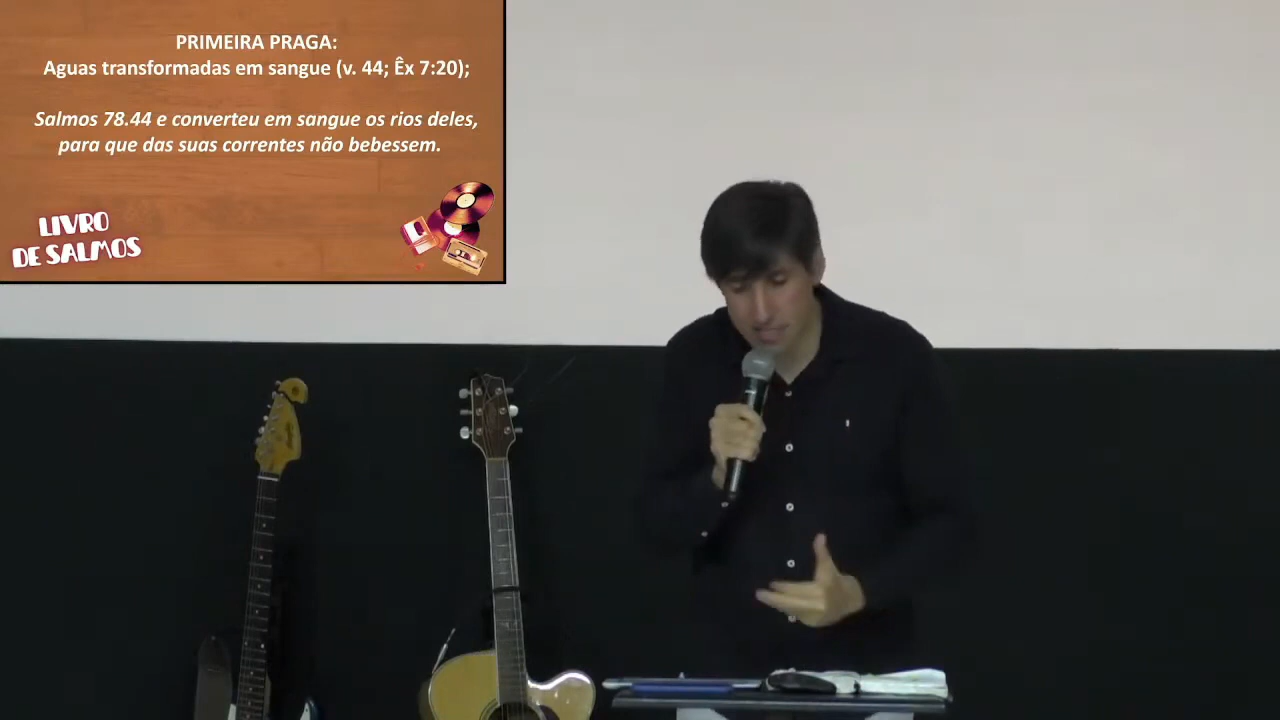 PRIMEIRA PRAGA:
Aguas transformadas em sangue (v. 44; Êx 7:20);
Salmos 78.44 e converteu em sangue os rios deles,
para que das suas correntes não bebessem.
LIVRO
DE SALMOS